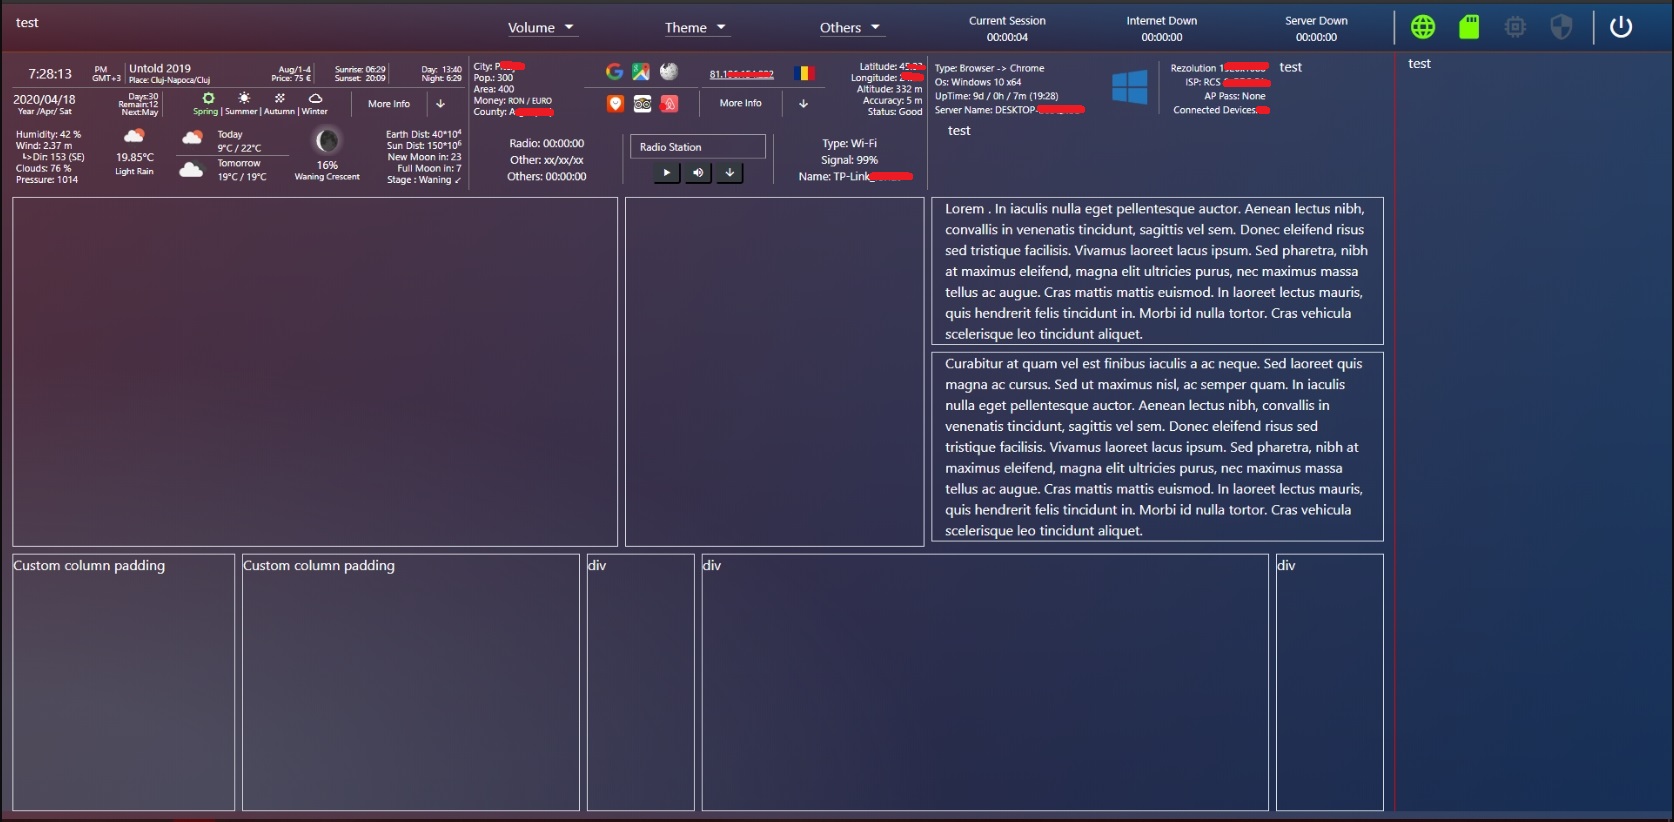 test
Volume
Theme
Others
Current Session
00:00:04
Internet Down
00:00:00
Server Down
00:00:00
7:28:13
PM
GMT+3
Untold 2019
Place: Cluj-Napoca/Cluj
Aug/1-4
Price: 75 €
Sunrise: 06:29
Sunset: 20:09
Day: 13:40
Night: 6:29
2020/04/18
Year /Apr/ Sat
Days:30
Remain:12
Next:May
Spring | Summer | Autumn | Winter
More Info
Humidity: 42 %
Wind: 2.37 m
↳Dir: 153 (SE)
Clouds: 76 %
Pressure: 1014
19.85°C
Light Rain
Today
9°C / 22°C
Tomorrow
19°C / 19°C
16%
Waning Crescent
Earth Dist: 40*10⁴
Sun Dist: 150*10⁶
New Moon in: 23
Full Moon in: 7
Stage : Waning ↙
City:
Pop.: 300
Area: 400
Money: RON / EURO
County:
More Info
Latitude:
Longitude:
Altitude: 332 m
Accuracy: 5 m
Status: Good
Radio: 00:00:00
Other: xx/xx/xx
Others: 00:00:00
Radio Station
Type: Wi-Fi
Signal: 99%
Name: TP-Link_
Type: Browser -> Chrome
Os: Windows 10 x64
UpTime: 9d / 0h / 7m (19:28)
Server Name: DESKTOP-
Rezolution
ISP: RCS
AP Pass: None
Connected Devices:
test
test
test
Lorem . In iaculis nulla eget pellentesque auctor. Aenean lectus nibh,
convallis in venenatis tincidunt, sagittis vel sem. Donec eleifend risus
sed tristique facilisis. Vivamus laoreet lacus ipsum. Sed pharetra, nibh
at maximus eleifend, magna elit ultricies purus, nec maximus massa
tellus ac augue. Cras mattis mattis euismod. In laoreet lectus mauris,
quis hendrerit felis tincidunt in. Morbi id nulla tortor. Cras vehicula
scelerisque leo tincidunt aliquet.
Curabitur at quam vel est finibus iaculis a ac neque. Sed laoreet quis
magna ac cursus. Sed ut maximus nisl, ac semper quam. In iaculis
nulla eget pellentesque auctor. Aenean lectus nibh, convallis in
venenatis tincidunt, sagittis vel sem. Donec eleifend risus sed
tristique facilisis. Vivamus laoreet lacus ipsum. Sed pharetra, nibh at
maximus eleifend, magna elit ultricies purus, nec maximus massa
tellus ac augue. Cras mattis mattis euismod. In laoreet lectus mauris,
quis hendrerit felis tincidunt in. Morbi id nulla tortor. Cras vehicula
scelerisque leo tincidunt aliquet.
Custom column padding
Custom column padding
div
div
div